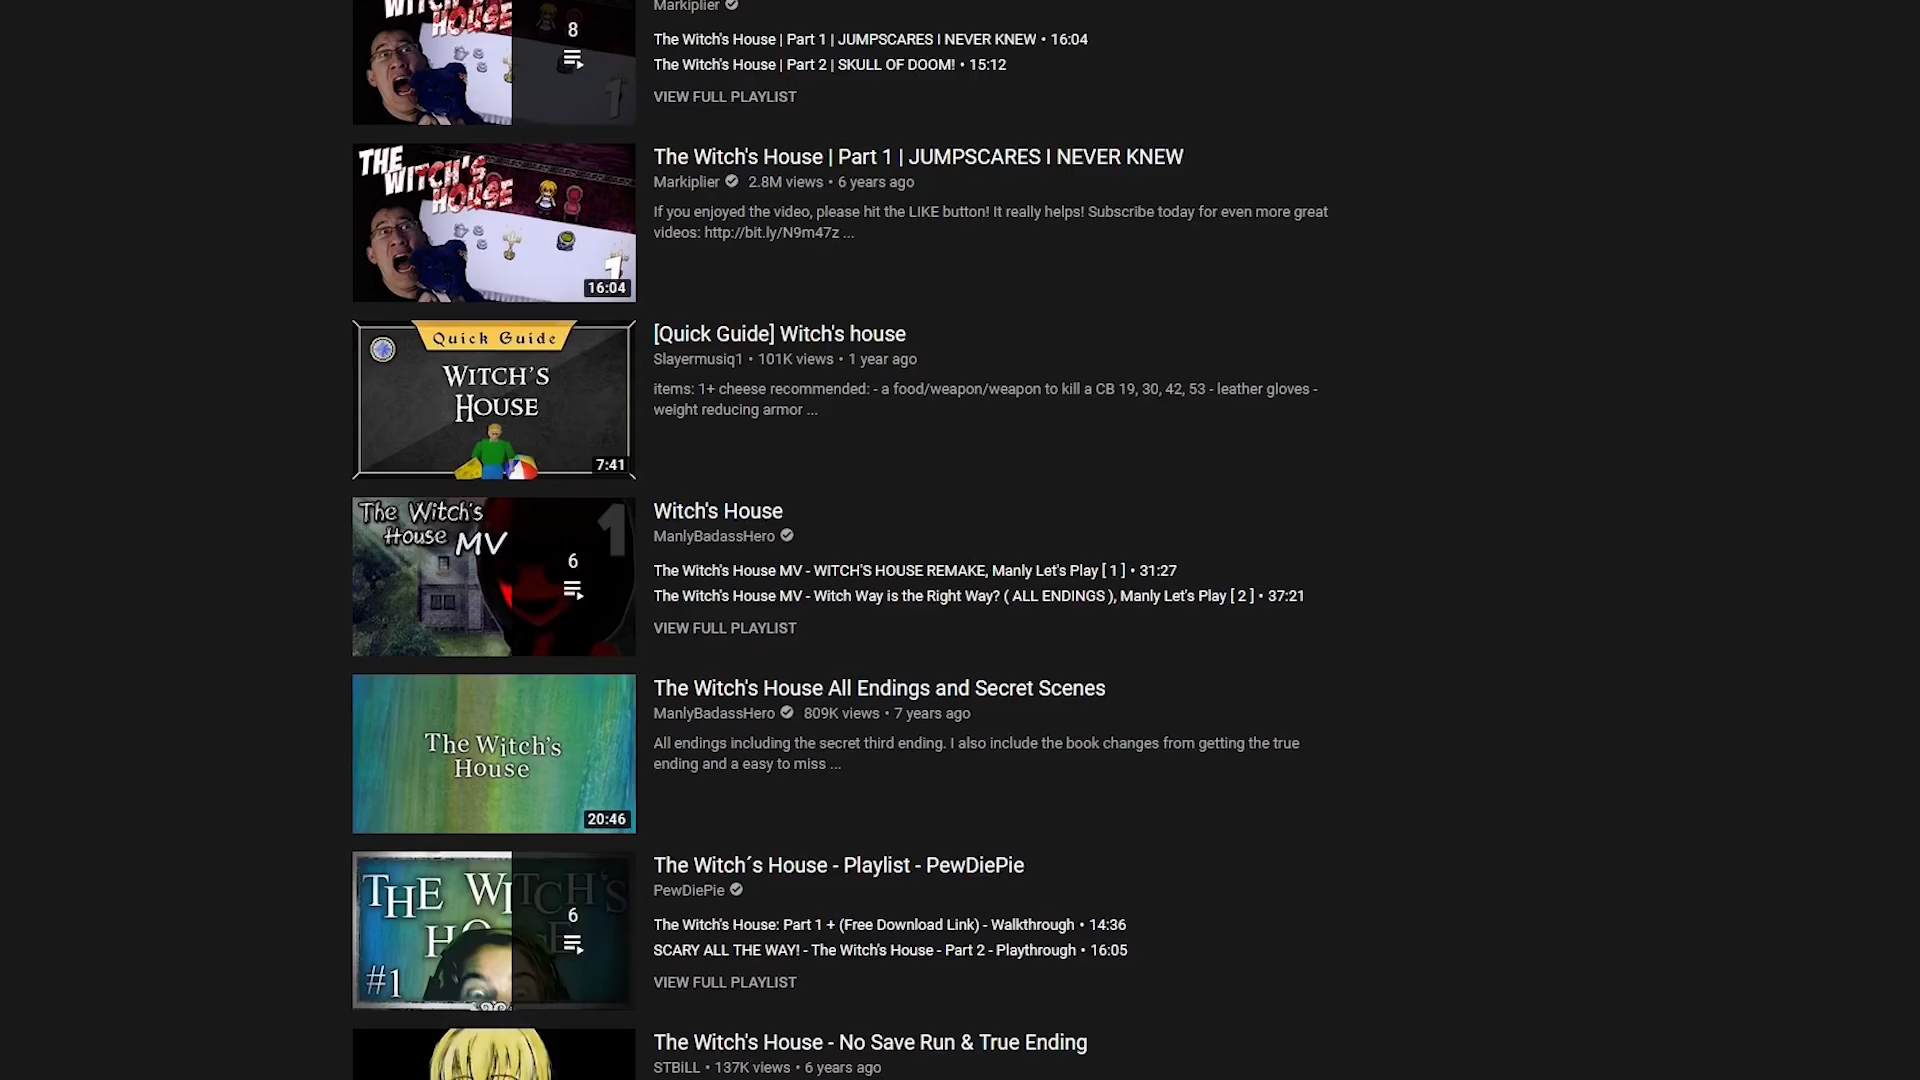 WITCH'S
HOUSE
8
1
Markiplier
The Witch's House | Part 1 | JUMPSCARES I NEVER KNEW • 16:04
The Witch's House | Part 2 | SKULL OF DOOM! • 15:12
VIEW FULL PLAYLIST
THE
WITCH'S
HOUSE
1
16:04
The Witch's House | Part 1 | JUMPSCARES I NEVER KNEW
Markiplier 2.8M views • 6 years ago
If you enjoyed the video, please hit the LIKE button! It really helps! Subscribe today for even more great
videos: http://bit.ly/N9m47z ...
Quick Guide
WITCH'S
HOUSE
7:41
[Quick Guide] Witch's house
Slayermusiq1 • 101K views • 1 year ago
items: 1+ cheese recommended: - a food/weapon/weapon to kill a CB 19, 30, 42, 53 - leather gloves -
weight reducing armor ...
The Witch's
House MV
1
6
Witch's House
ManlyBadassHero
The Witch's House MV - WITCH'S HOUSE REMAKE, Manly Let's Play [ 1 ] • 31:27
The Witch's House MV - Witch Way is the Right Way? ( ALL ENDINGS ), Manly Let's Play [ 2 ] • 37:21
VIEW FULL PLAYLIST
The Witch's
House
20:46
The Witch's House All Endings and Secret Scenes
ManlyBadassHero 809K views • 7 years ago
All endings including the secret third ending. I also include the book changes from getting the true
ending and a easy to miss ...
THE WITCH'S
#1
6
The Witch´s House - Playlist - PewDiePie
PewDiePie
The Witch's House: Part 1 + (Free Download Link) - Walkthrough • 14:36
SCARY ALL THE WAY! - The Witch's House - Part 2 - Playthrough • 16:05
VIEW FULL PLAYLIST
The Witch's House - No Save Run & True Ending
STBiLL • 137K views • 6 years ago